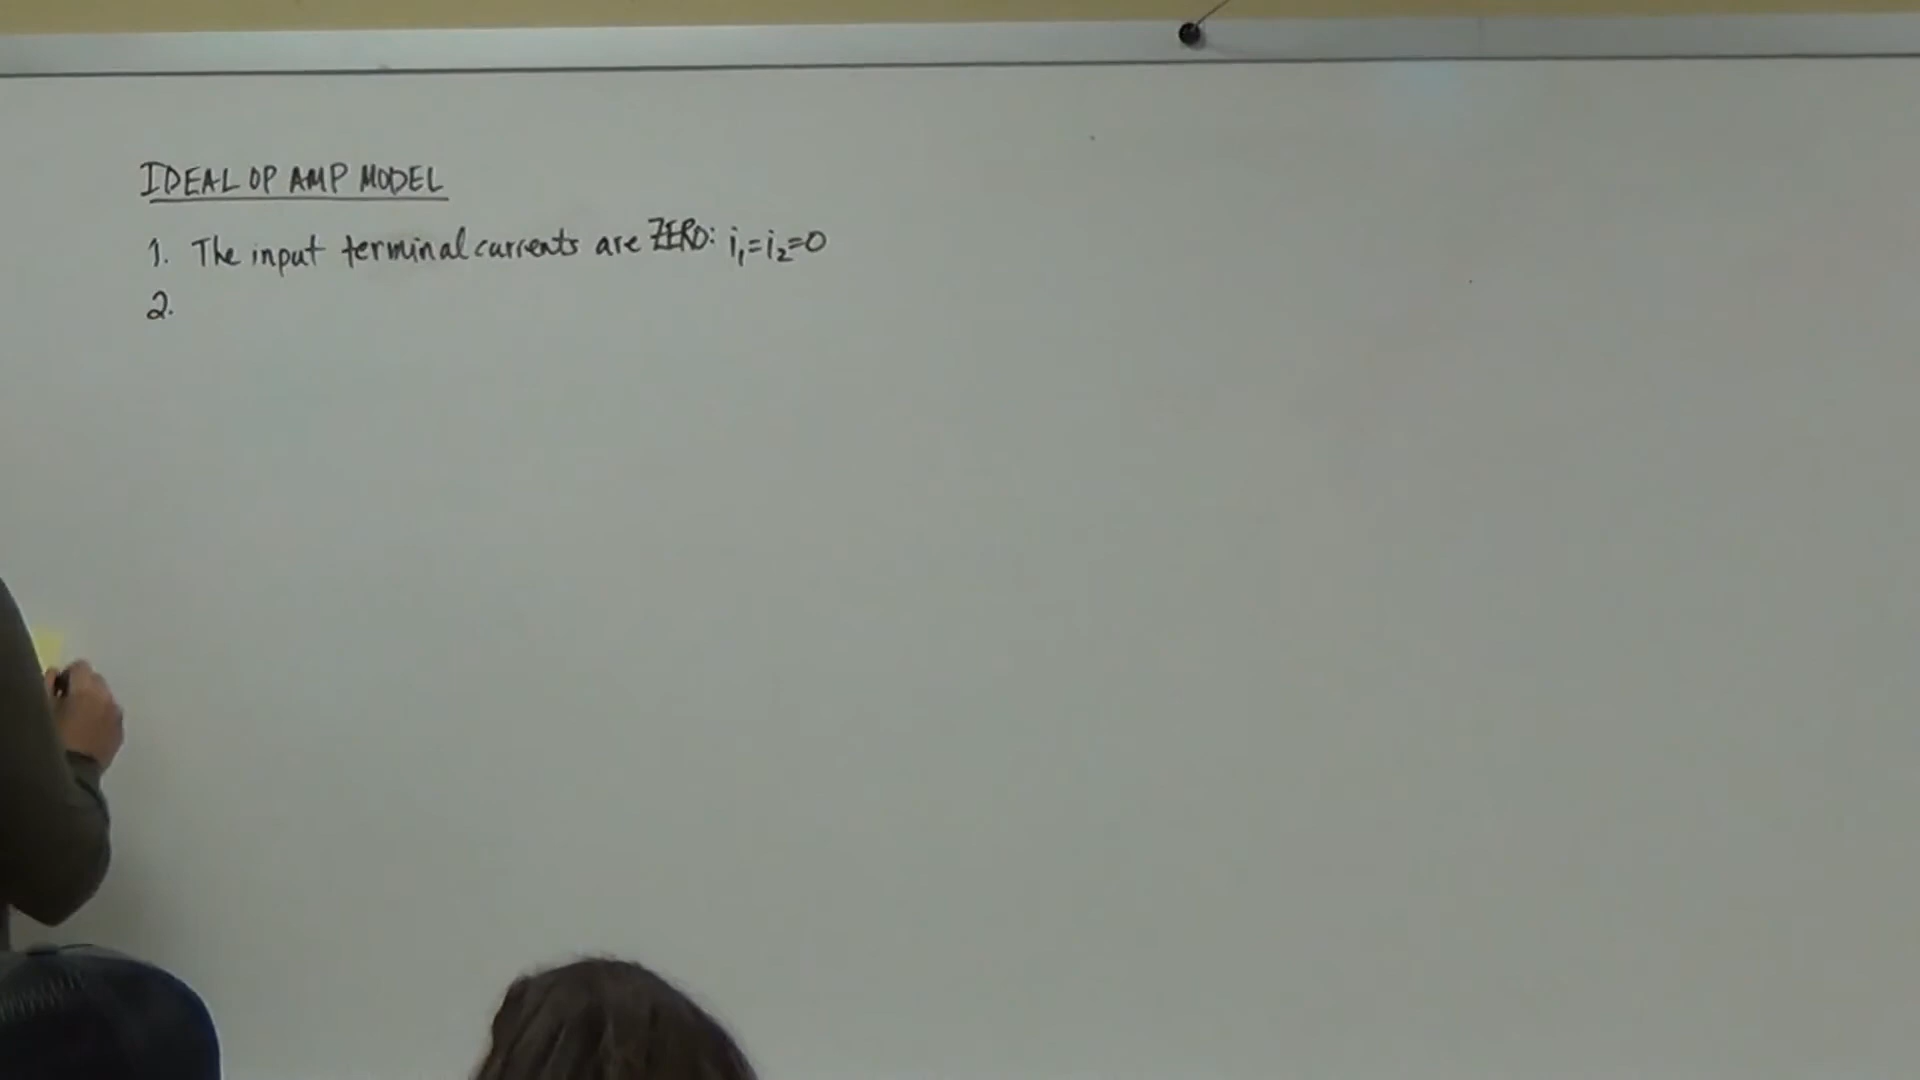 IDEAL OP AMP MODEL
1. The input terminal currents are ZERO: i₁=i₂=0
2.